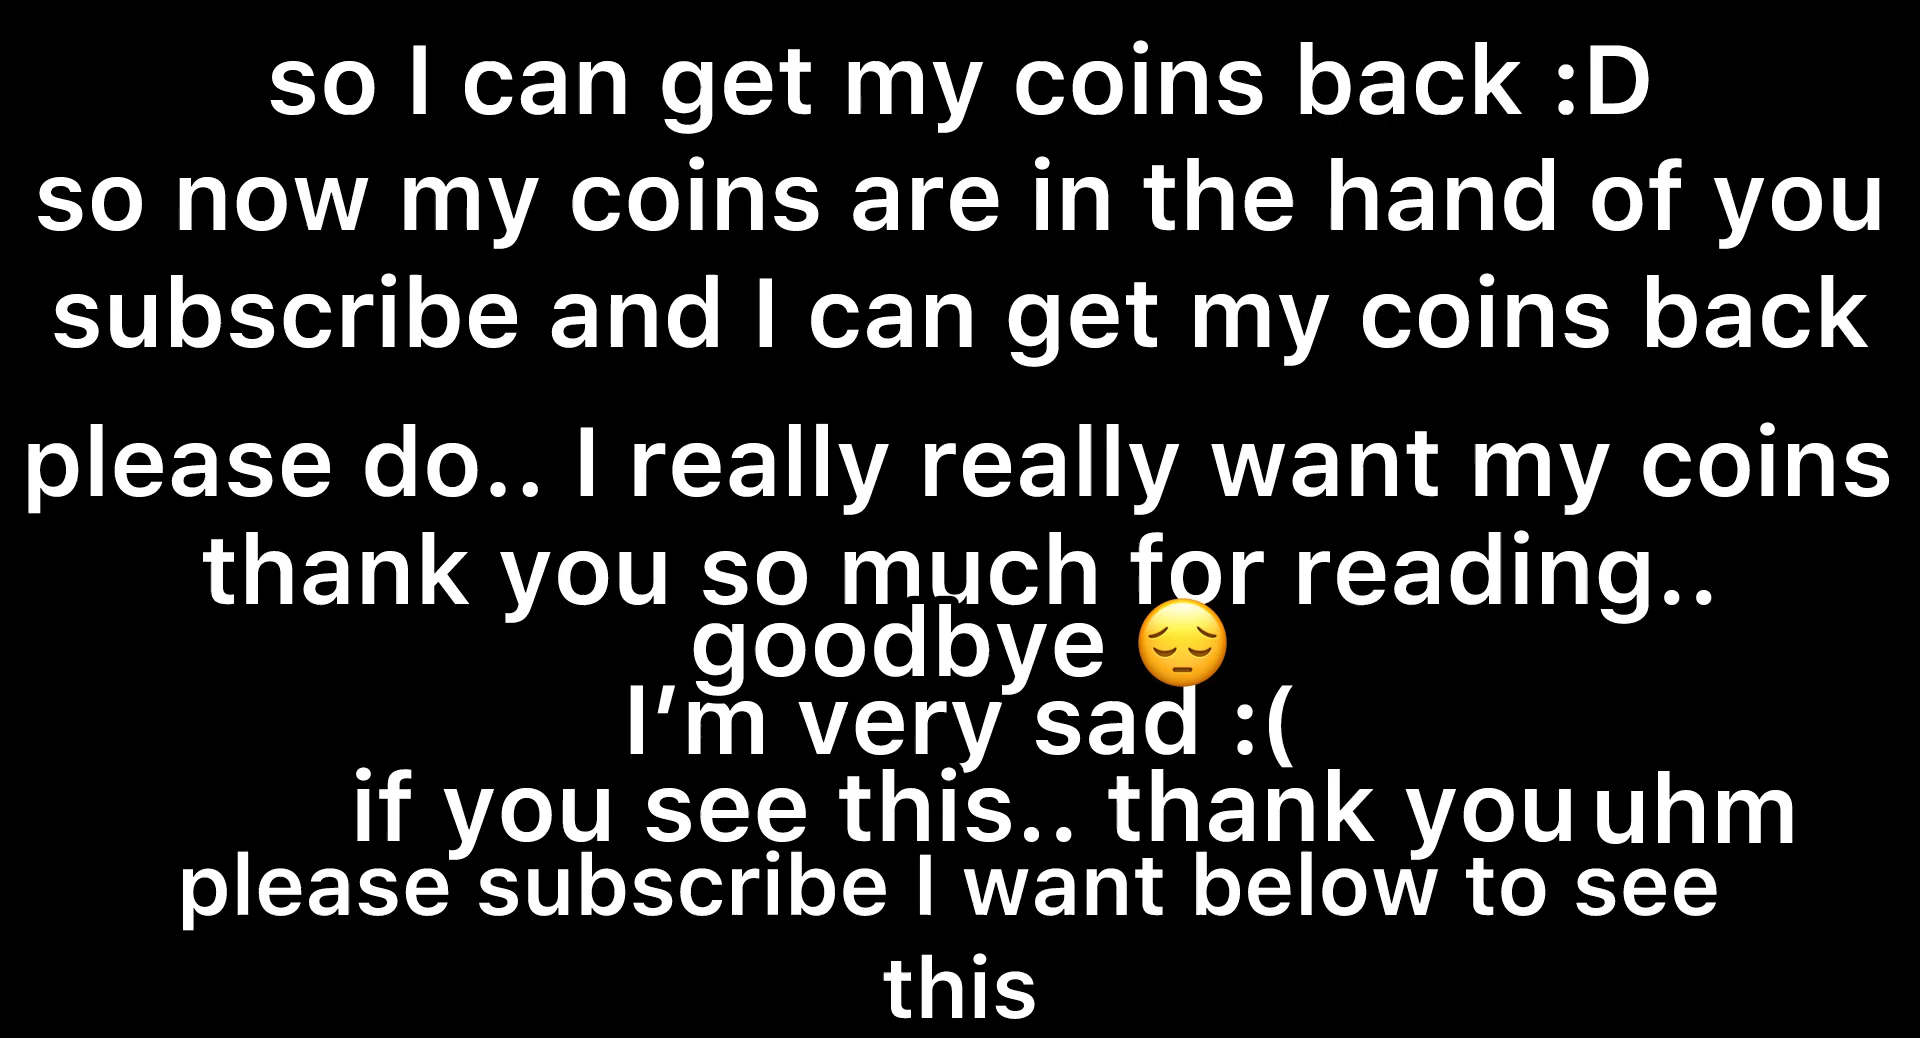 so I can get my coins back :D
so now my coins are in the hand of you
subscribe and I can get my coins back
please do.. I really really want my coins
thank you so much for reading..
goodbye 😔
I’m very sad :(
if you see this.. thank you uhm
please subscribe I want below to see
this